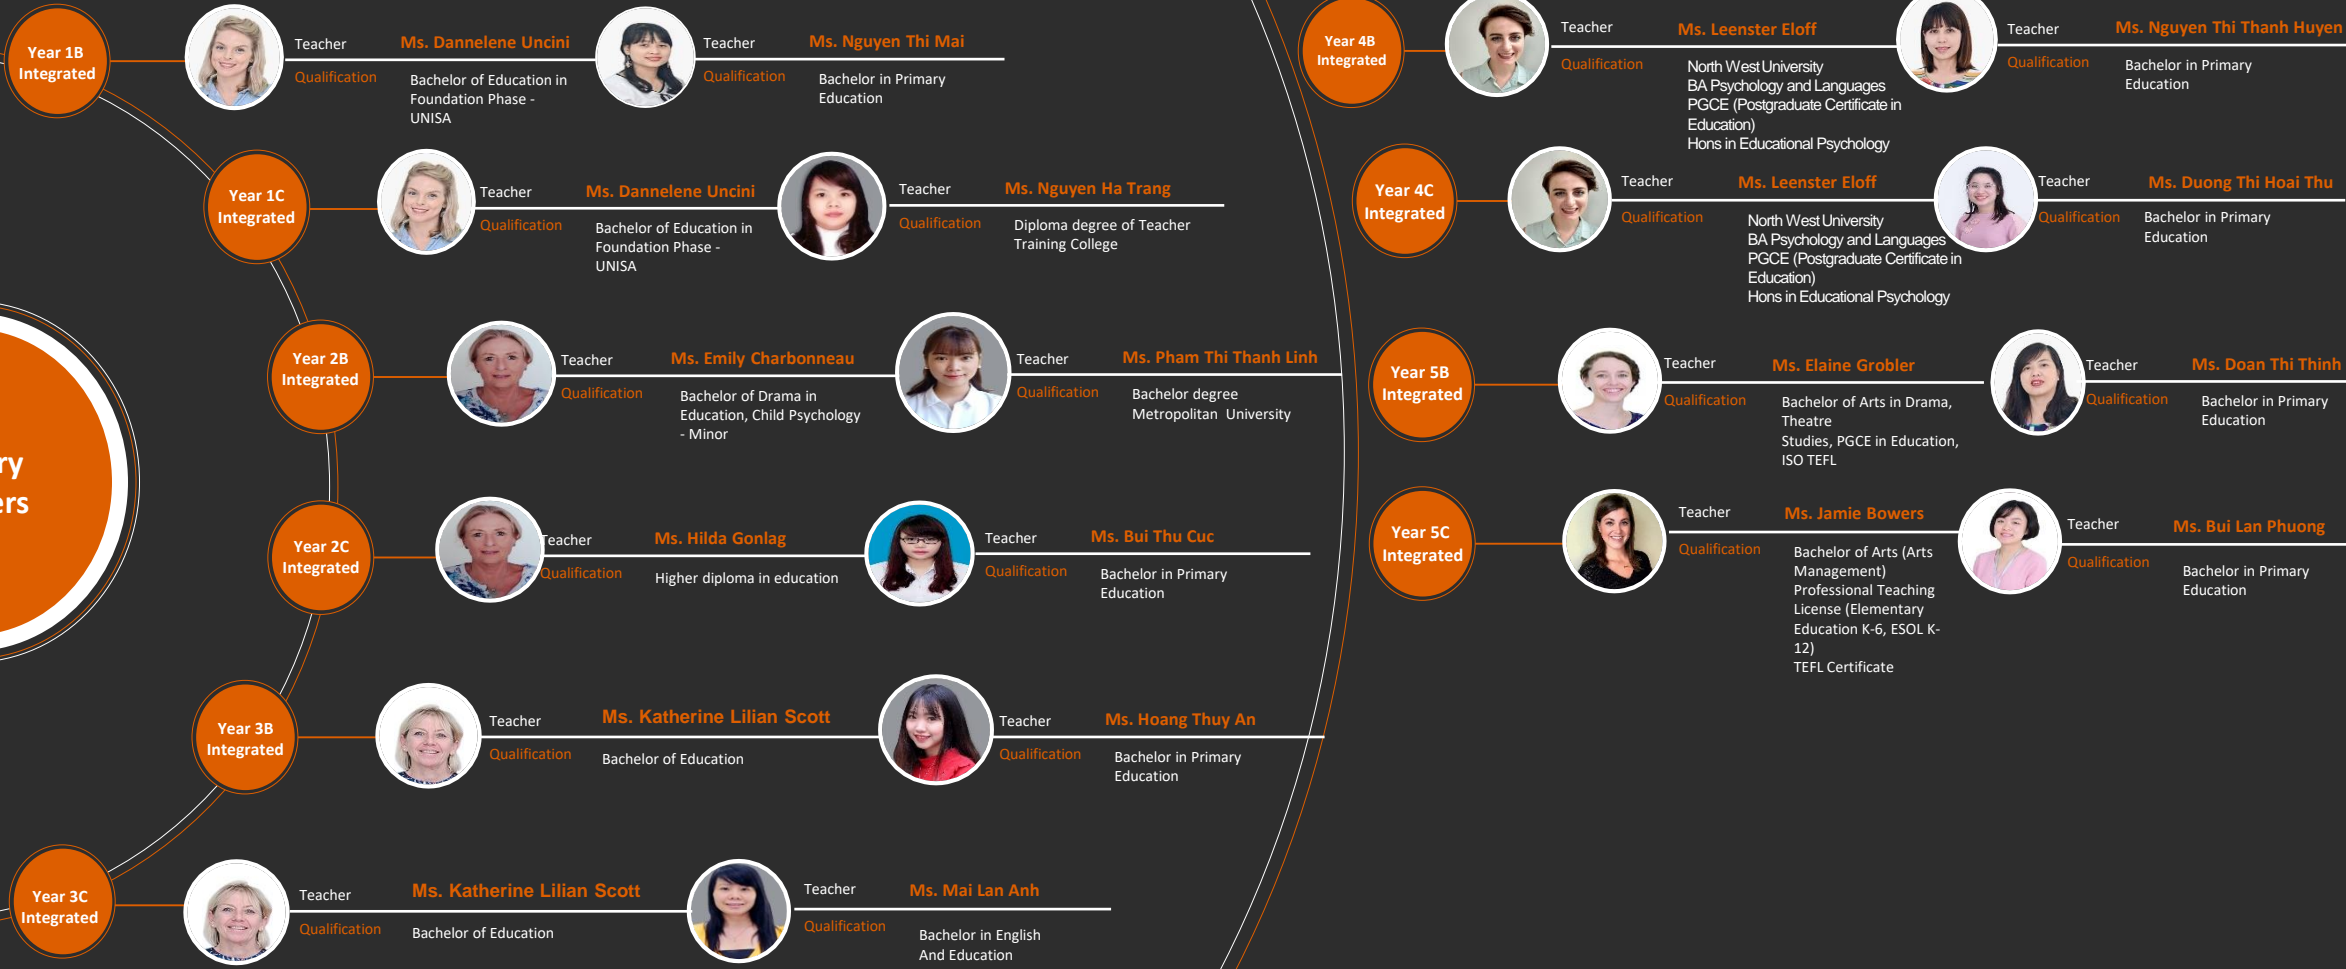 Year 1B
Integrated
Teacher
Ms. Dannelene Uncini
Qualification
Bachelor of Education in
Foundation Phase -
UNISA
Teacher
Ms. Nguyen Thi Mai
Qualification
Bachelor in Primary
Education
Year 1C
Integrated
Teacher
Ms. Dannelene Uncini
Qualification
Bachelor of Education in
Foundation Phase -
UNISA
Teacher
Ms. Nguyen Ha Trang
Qualification
Diploma degree of Teacher
Training College
Year 2B
Integrated
Teacher
Ms. Emily Charbonneau
Qualification
Bachelor of Drama in
Education, Child Psychology
- Minor
Teacher
Ms. Pham Thi Thanh Linh
Qualification
Bachelor degree
Metropolitan University
ry
ers
Year 2C
Integrated
Teacher
Ms. Hilda Gonlag
Qualification
Higher diploma in education
Teacher
Ms. Bui Thu Cuc
Qualification
Bachelor in Primary
Education
Year 3B
Integrated
Teacher
Ms. Katherine Lilian Scott
Qualification
Bachelor of Education
Teacher
Ms. Hoang Thuy An
Qualification
Bachelor in Primary
Education
Year 3C
Integrated
Teacher
Ms. Katherine Lilian Scott
Qualification
Bachelor of Education
Teacher
Ms. Mai Lan Anh
Qualification
Bachelor in English
And Education
Year 4B
Integrated
Teacher
Ms. Leenster Eloff
Qualification
North West University
BA Psychology and Languages
PGCE (Postgraduate Certificate in
Education)
Hons in Educational Psychology
Teacher
Ms. Nguyen Thi Thanh Huyen
Qualification
Bachelor in Primary
Education
Year 4C
Integrated
Teacher
Ms. Leenster Eloff
Qualification
North West University
BA Psychology and Languages
PGCE (Postgraduate Certificate in
Education)
Hons in Educational Psychology
Teacher
Ms. Duong Thi Hoai Thu
Qualification
Bachelor in Primary
Education
Year 5B
Integrated
Teacher
Ms. Elaine Grobler
Qualification
Bachelor of Arts in Drama,
Theatre
Studies, PGCE in Education,
ISO TEFL
Teacher
Ms. Doan Thi Thinh
Qualification
Bachelor in Primary
Education
Year 5C
Integrated
Teacher
Ms. Jamie Bowers
Qualification
Bachelor of Arts (Arts
Management)
Professional Teaching
License (Elementary
Education K-6, ESOL K-
12)
TEFL Certificate
Teacher
Ms. Bui Lan Phuong
Qualification
Bachelor in Primary
Education